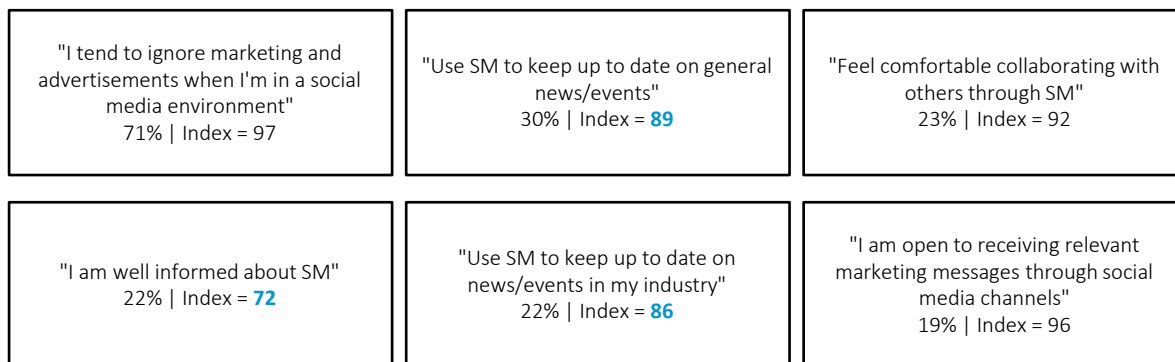 "I tend to ignore marketing and
advertisements when I'm in a social
media environment"
71% | Index = 97
"Use SM to keep up to date on general
news/events"
30% | Index = 89
"Feel comfortable collaborating with
others through SM"
23% | Index = 92
"I am well informed about SM"
22% | Index = 72
"Use SM to keep up to date on
news/events in my industry"
22% | Index = 86
"I am open to receiving relevant
marketing messages through social
media channels"
19% | Index = 96